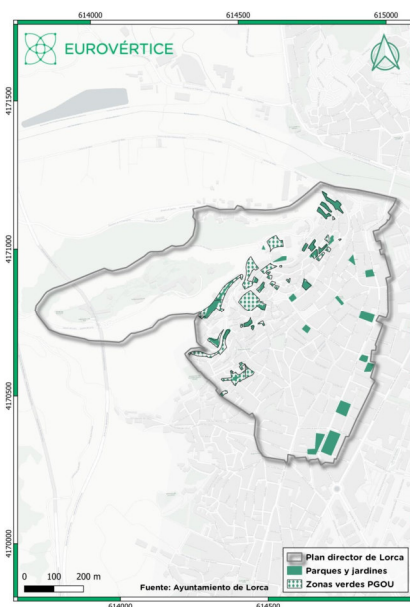 614000 614500 615000
EUROVÉRTICE
4171500
4171000
4170500
4170000
Plan director de Lorca
Parques y jardines
Zonas verdes PGOU
0 100 200 m
Fuente: Ayuntamiento de Lorca
614000 614500